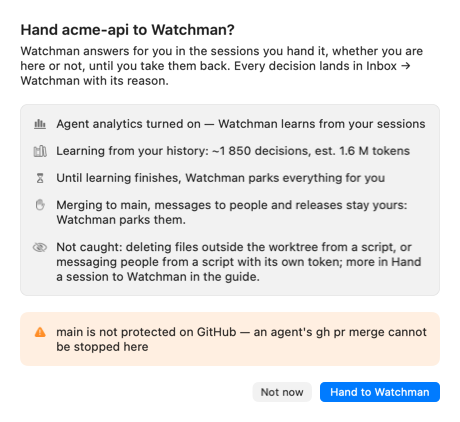 Hand acme-api to Watchman?
Watchman answers for you in the sessions you hand it, whether you are
here or not, until you take them back. Every decision lands in Inbox →
Watchman with its reason.
Agent analytics turned on — Watchman learns from your sessions
Learning from your history: ~1 850 decisions, est. 1.6 M tokens
Until learning finishes, Watchman parks everything for you
Merging to main, messages to people and releases stay yours:
Watchman parks them.
Not caught: deleting files outside the worktree from a script, or
messaging people from a script with its own token; more in Hand
a session to Watchman in the guide.
main is not protected on GitHub — an agent's gh pr merge cannot
be stopped here
Not now
Hand to Watchman